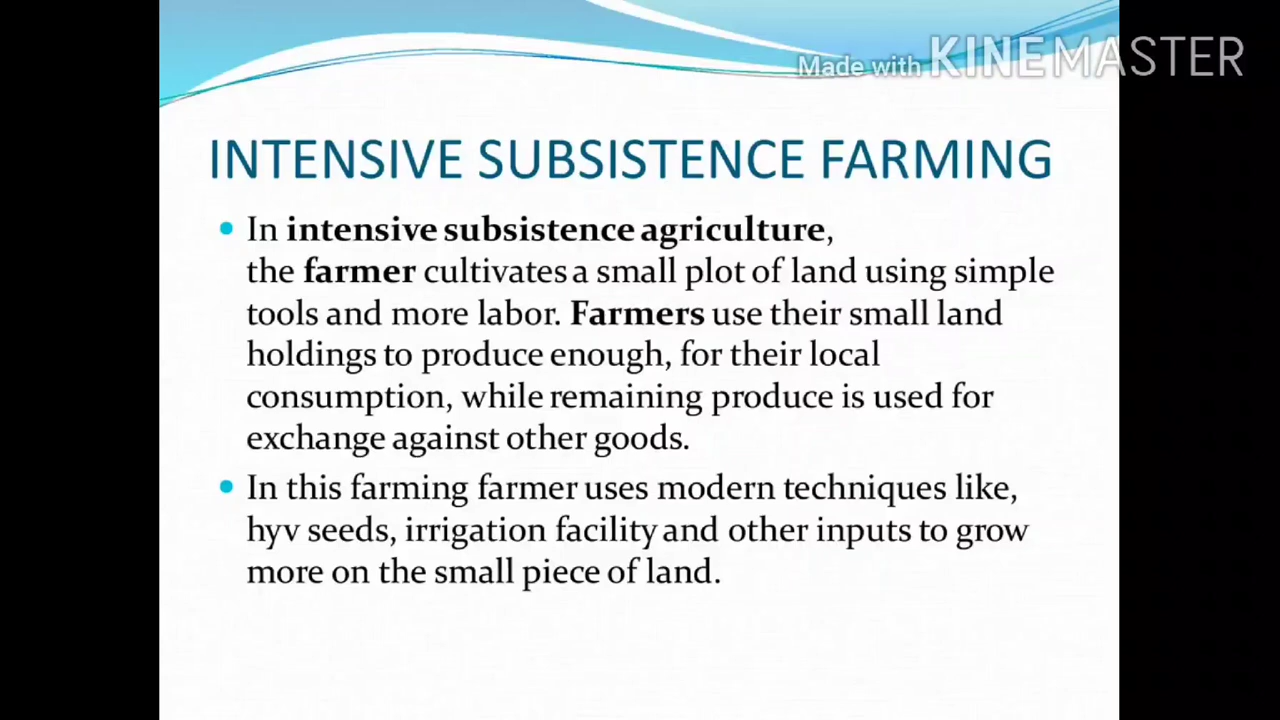 Made with KINEMASTER
INTENSIVE SUBSISTENCE FARMING
• In intensive subsistence agriculture,
the farmer cultivates a small plot of land using simple
tools and more labor. Farmers use their small land
holdings to produce enough, for their local
consumption, while remaining produce is used for
exchange against other goods.
• In this farming farmer uses modern techniques like,
hyv seeds, irrigation facility and other inputs to grow
more on the small piece of land.